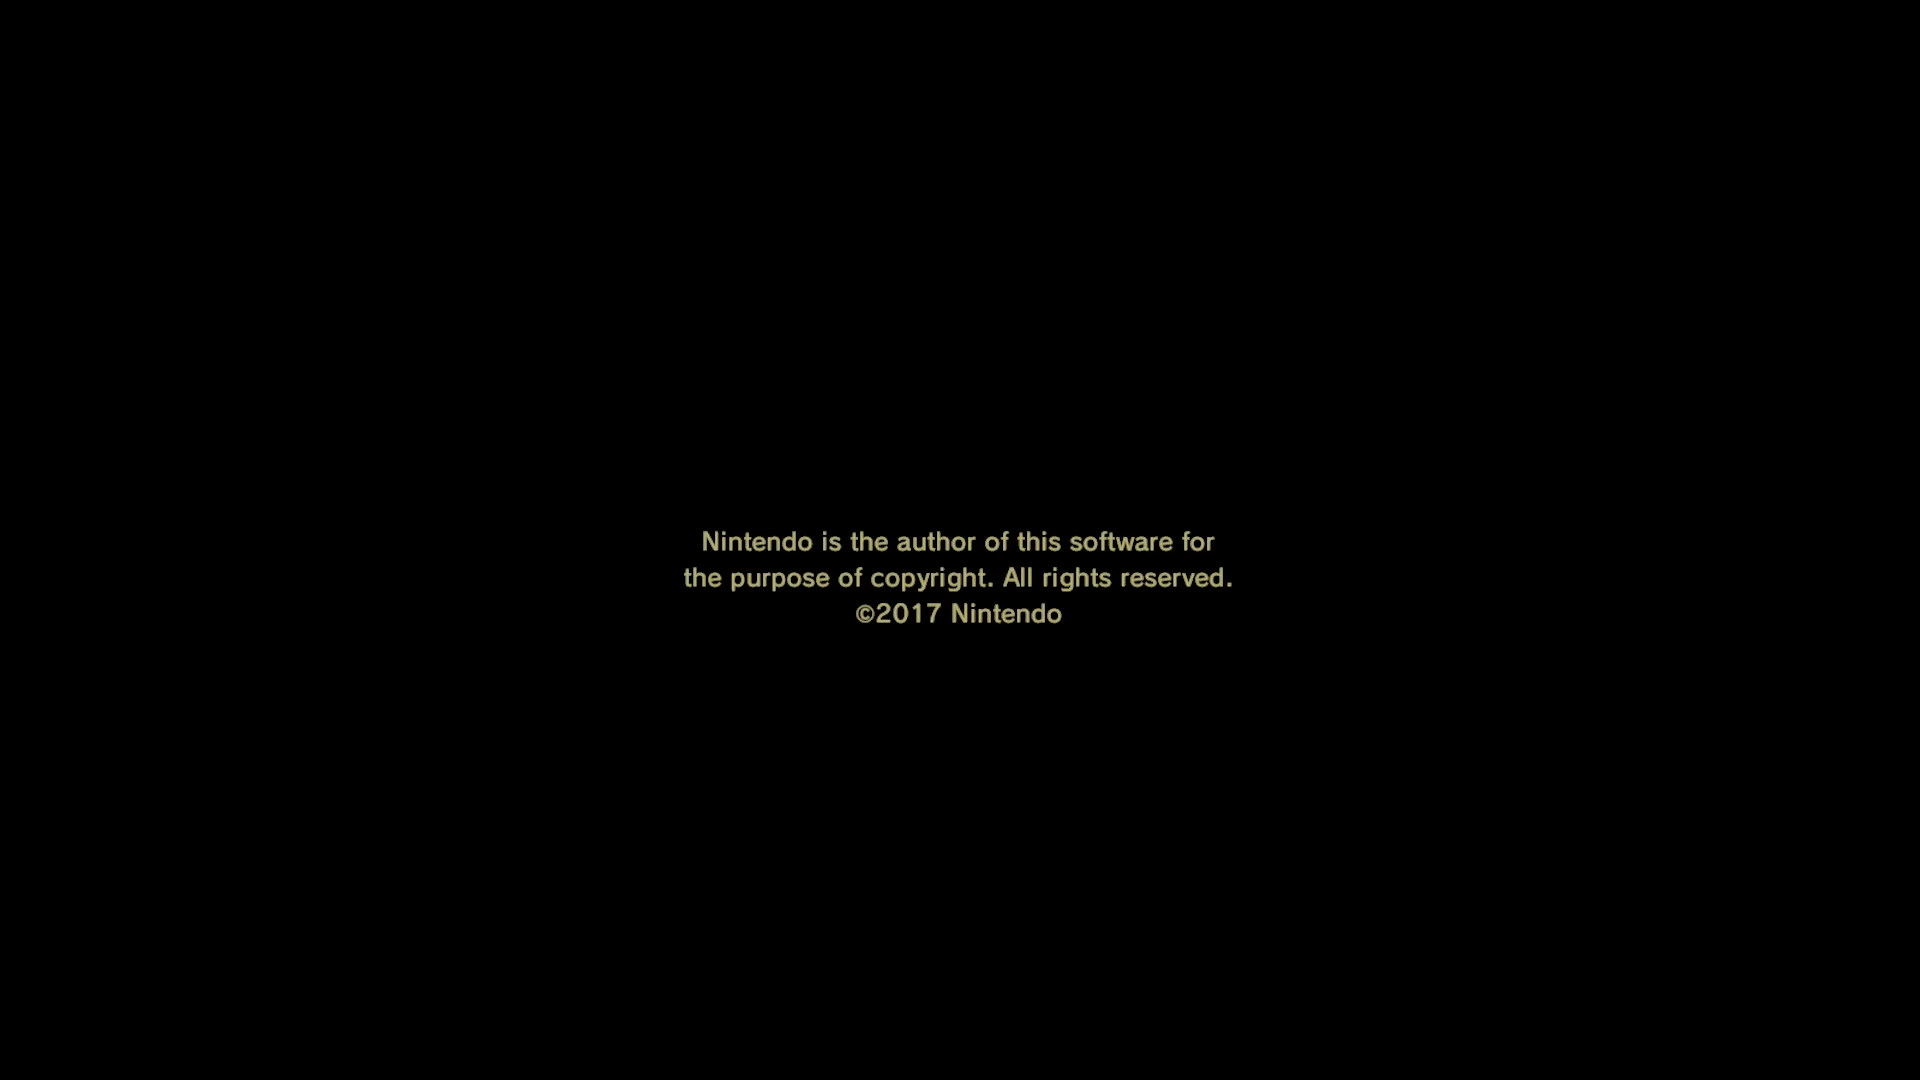 Nintendo is the author of this software for
the purpose of copyright. All rights reserved.
©2017 Nintendo